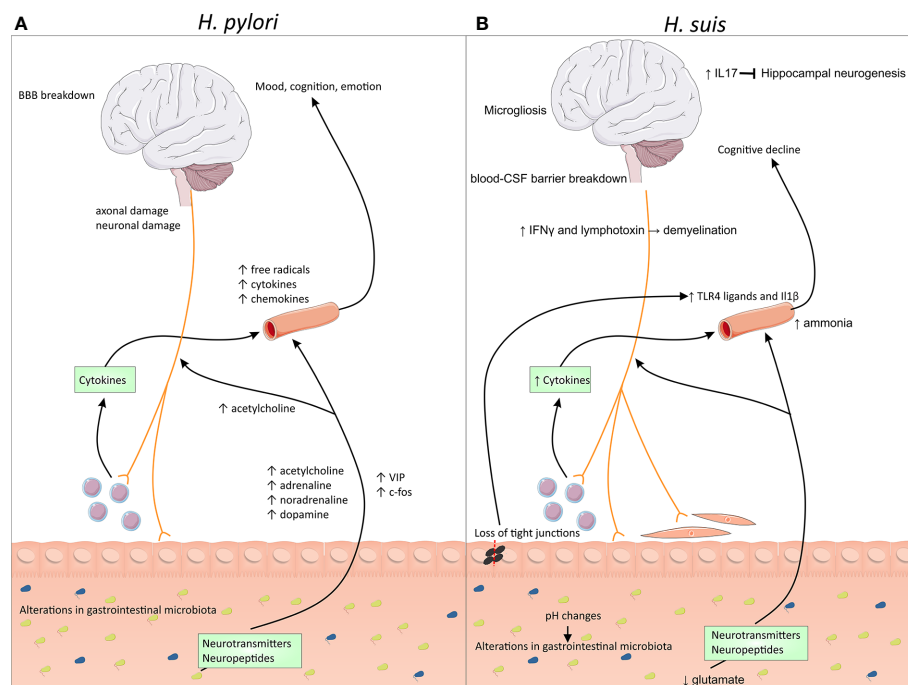 A
H. pylori
BBB breakdown
Mood, cognition, emotion
axonal damage
neuronal damage
↑ free radicals
↑ cytokines
↑ chemokines
Cytokines
↑ acetylcholine
↑ acetylcholine
↑ adrenaline
↑ noradrenaline
↑ dopamine
↑ VIP
↑ c-fos
Alterations in gastrointestinal microbiota
Neurotransmitters
Neuropeptides
B
H. suis
↑ IL17 Hippocampal neurogenesis
Microgliosis
Cognitive decline
blood-CSF barrier breakdown
↑ IFNγ and lymphotoxin → demyelination
↑ TLR4 ligands and Il1β
↑ ammonia
↑ Cytokines
Loss of tight junctions
pH changes
Alterations in gastrointestinal microbiota
Neurotransmitters
Neuropeptides
↓ glutamate